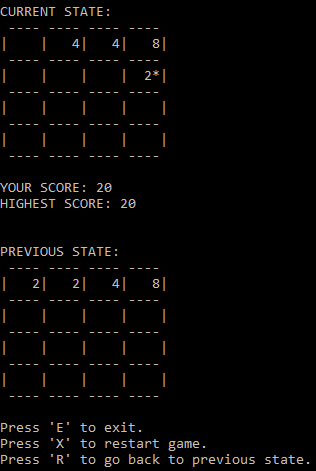 CURRENT STATE:
 ---- ---- ---- ----
|    |   4|   4|   8|
 ---- ---- ---- ----
|    |    |    |  2*|
 ---- ---- ---- ----
|    |    |    |    |
 ---- ---- ---- ----
|    |    |    |    |
 ---- ---- ---- ----
YOUR SCORE: 20
HIGHEST SCORE: 20
PREVIOUS STATE:
 ---- ---- ---- ----
|   2|   2|   4|   8|
 ---- ---- ---- ----
|    |    |    |    |
 ---- ---- ---- ----
|    |    |    |    |
 ---- ---- ---- ----
|    |    |    |    |
 ---- ---- ---- ----
Press 'E' to exit.
Press 'X' to restart game.
Press 'R' to go back to previous state.